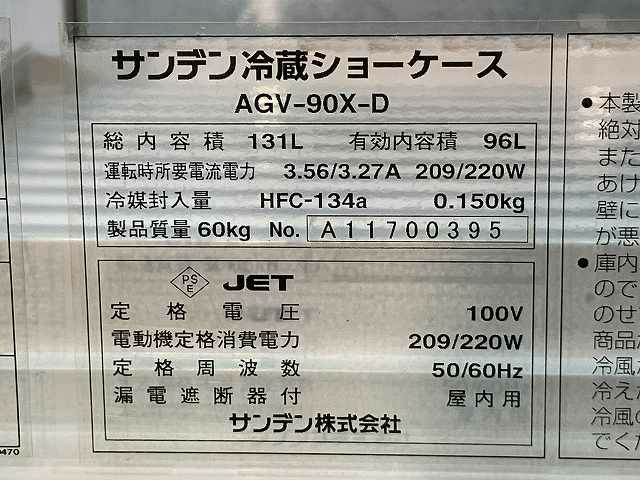 サンデン冷蔵ショーケース
AGV-90X-D
総内容積 131L 有効内容積 96L
運転時所要電流電力 3.56/3.27A 209/220W
冷媒封入量 HFC-134a 0.150kg
製品質量 60kg No. A11700395
PS E JET
定格電圧 100V
電動機定格消費電力 209/220W
定格周波数 50/60Hz
漏電遮断器付 屋内用
サンデン株式会社
●本製
絶対
また
あけ
壁に
が悪
●庫内
ので
のせ
商品が
冷風が
冷えた
冷風の
でくだ
0470